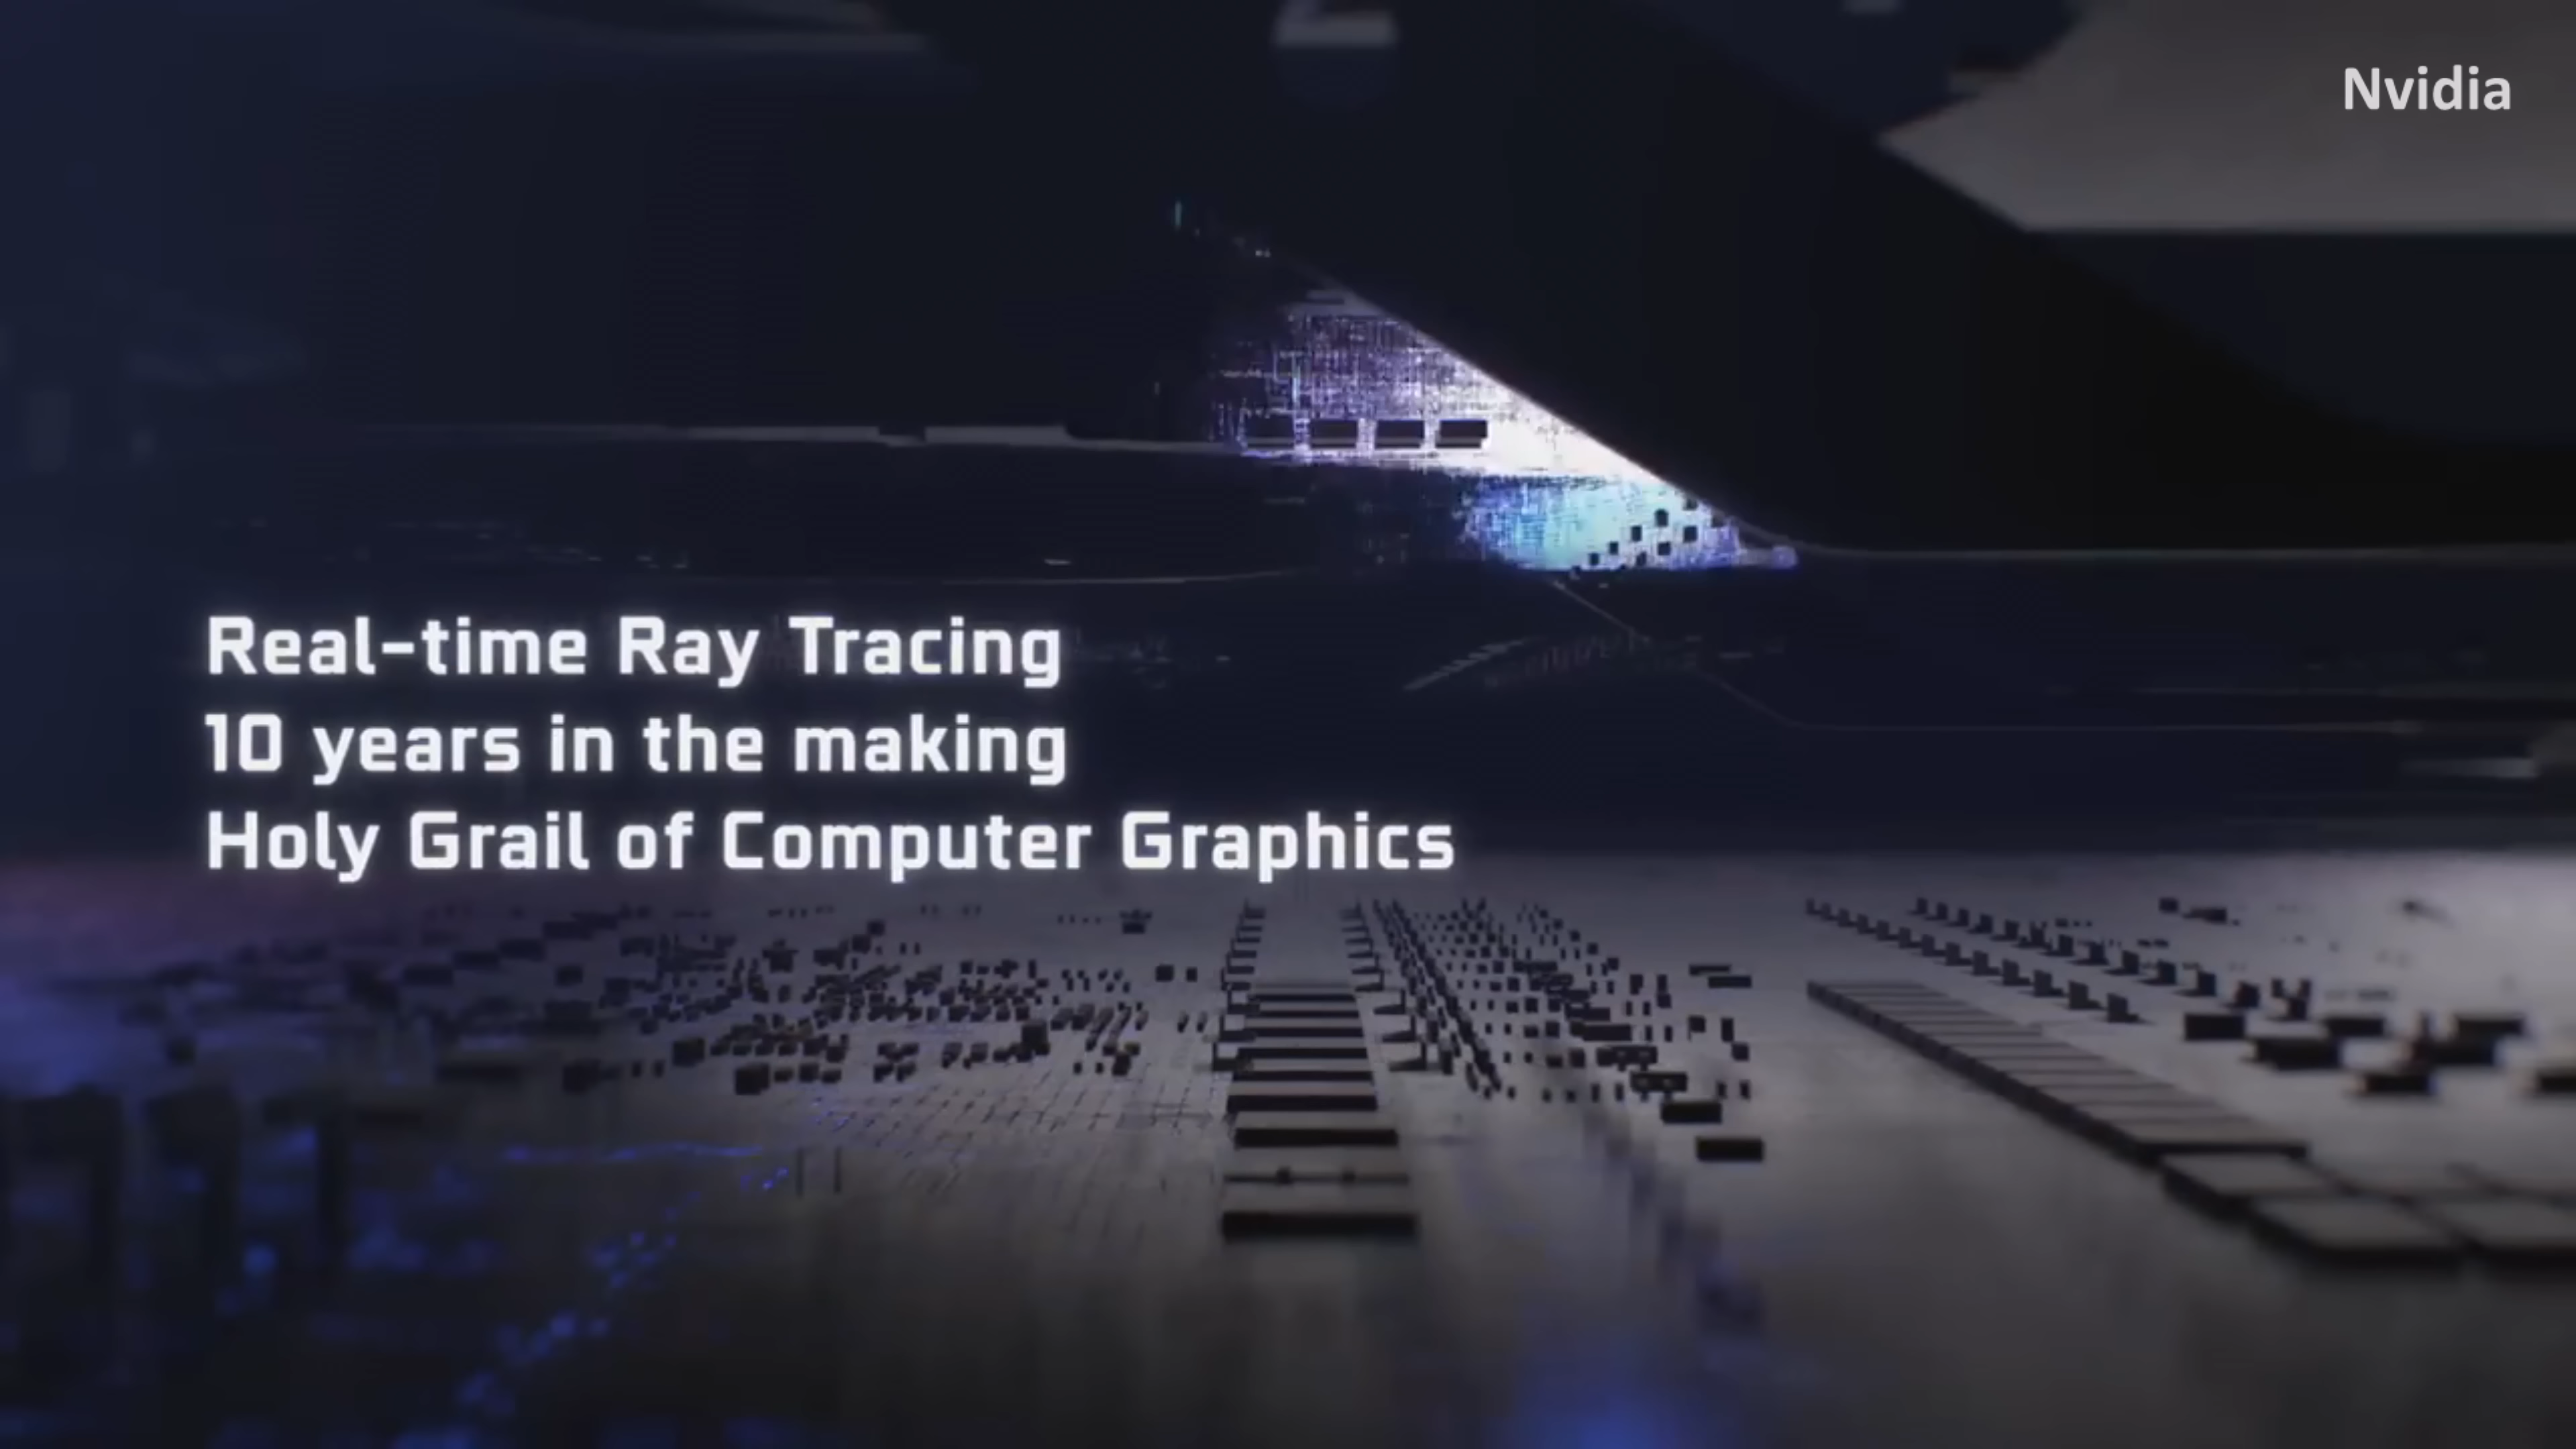 Nvidia
Real-time Ray Tracing
10 years in the making
Holy Grail of Computer Graphics